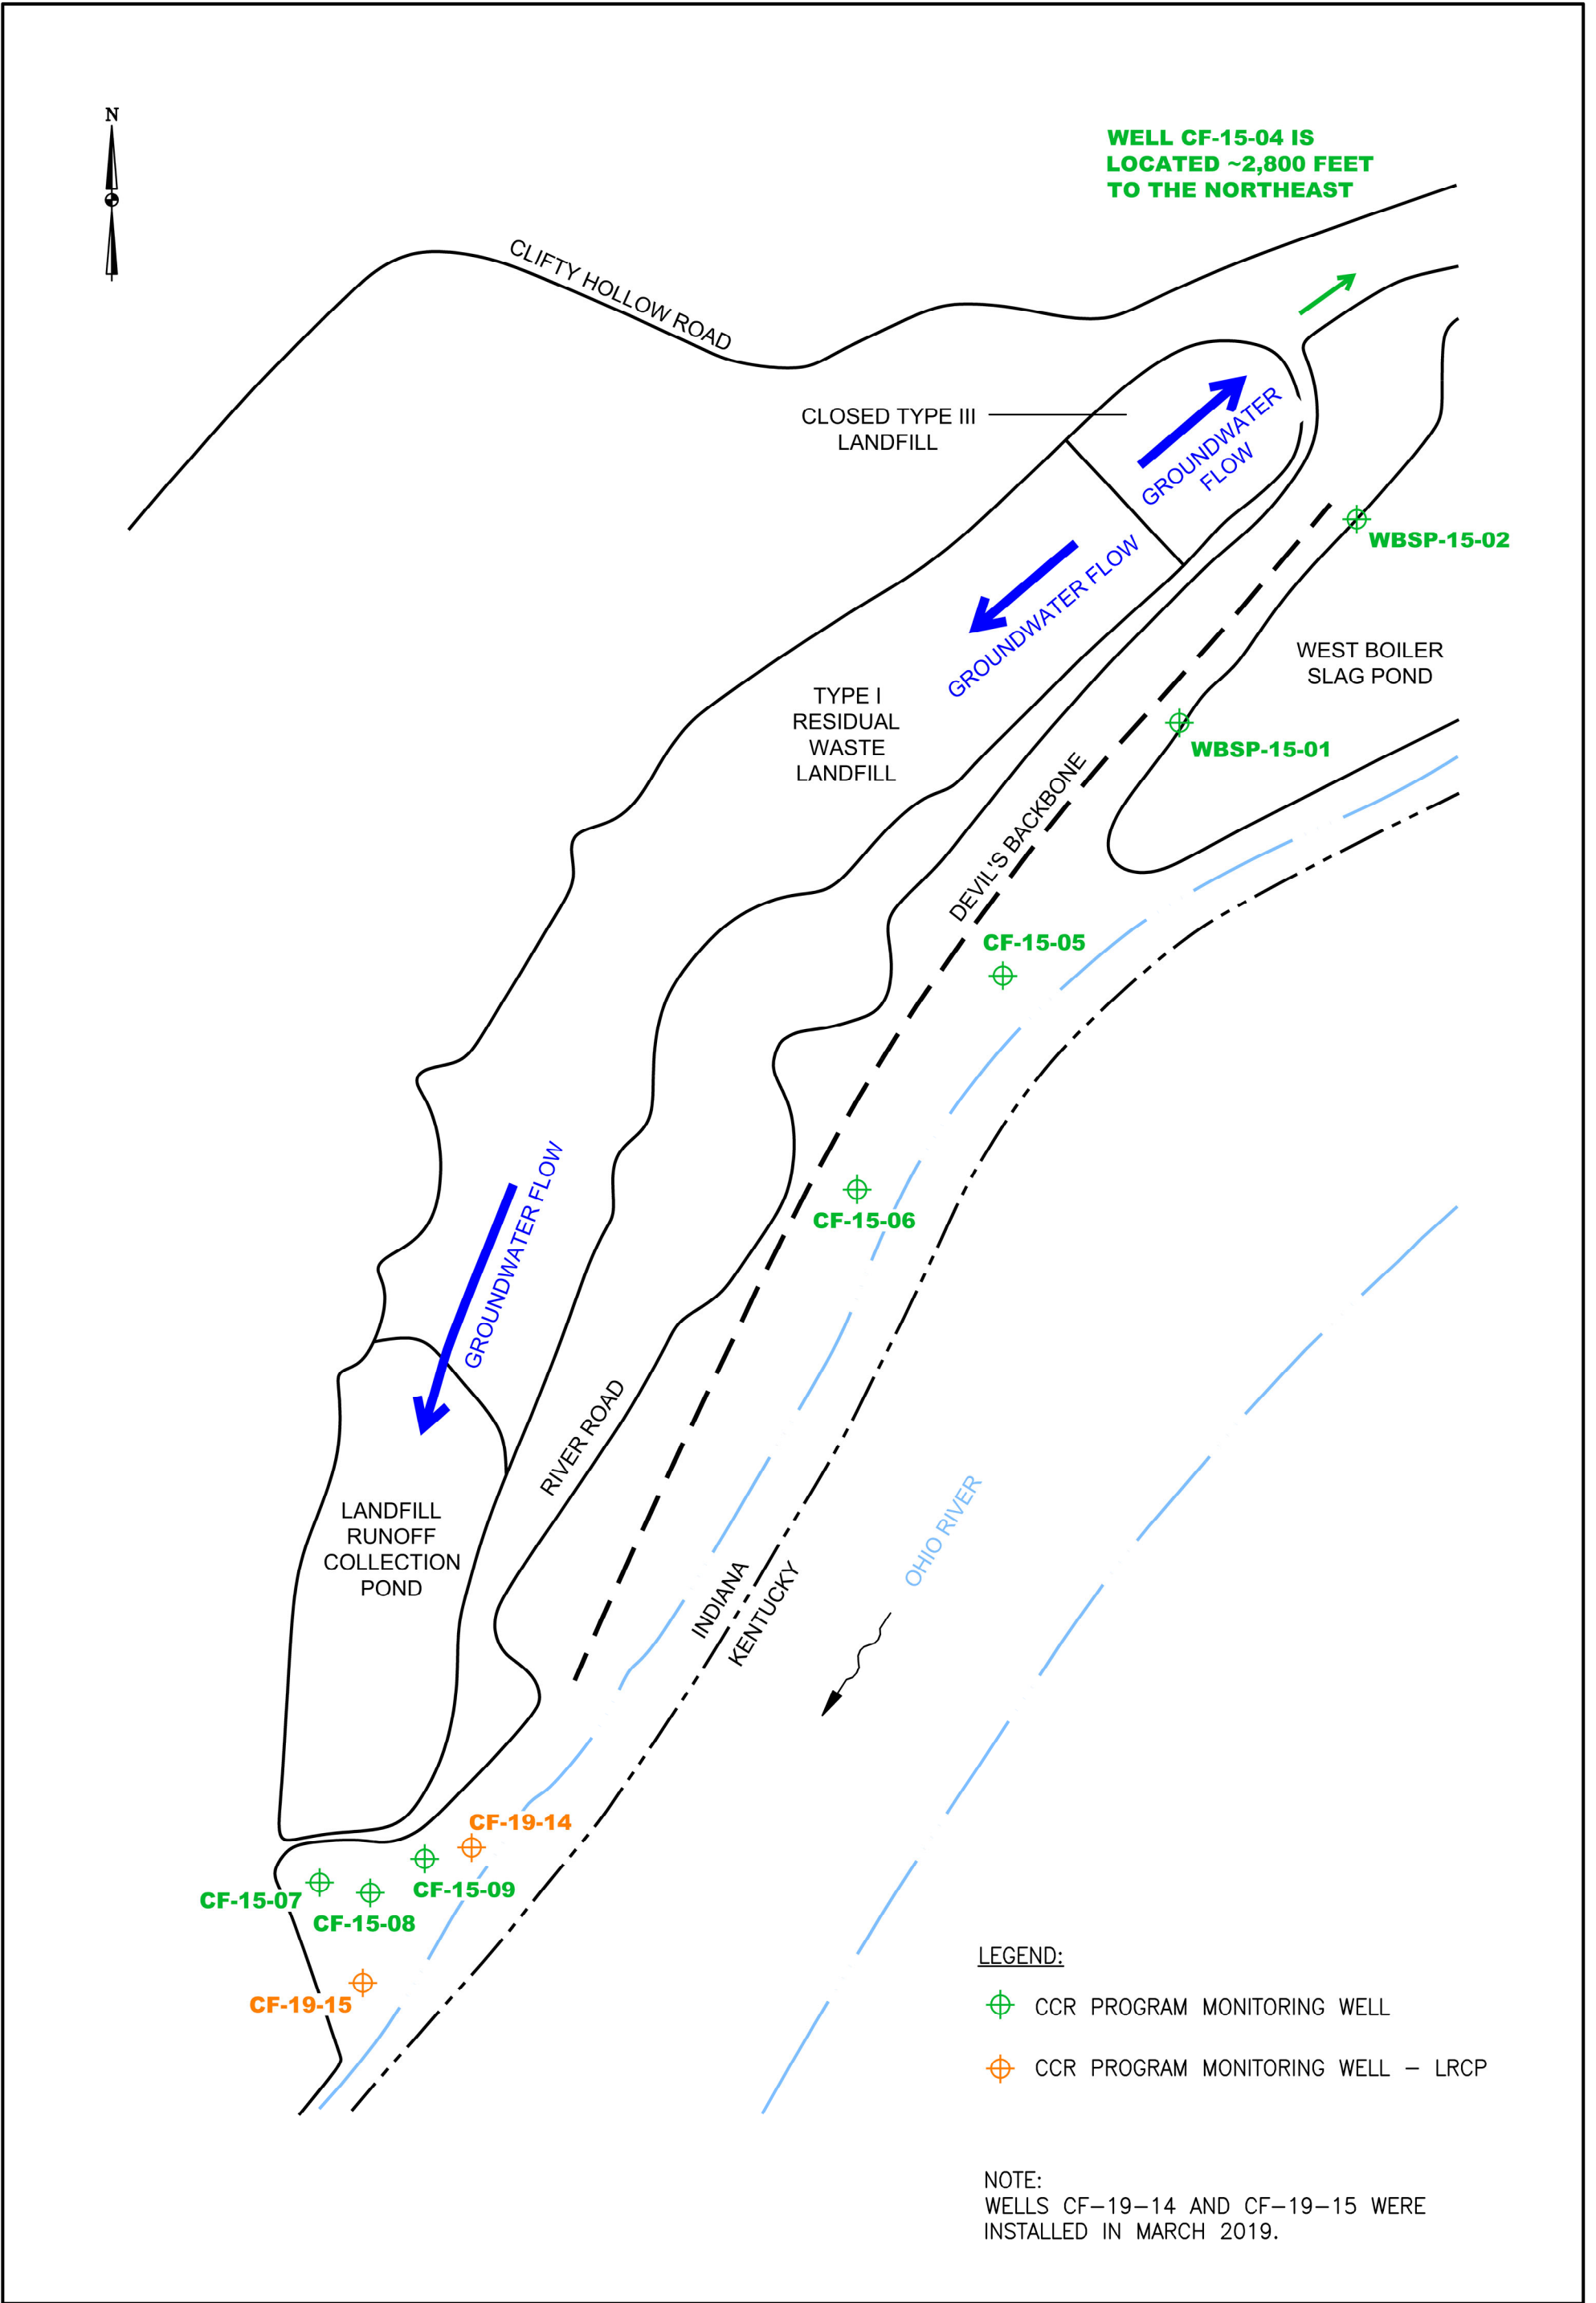 N
WELL CF-15-04 IS
LOCATED ~2,800 FEET
TO THE NORTHEAST
CLIFTY HOLLOW ROAD
CLOSED TYPE III
LANDFILL
GROUNDWATER
FLOW
WBSP-15-02
GROUNDWATER FLOW
WEST BOILER
SLAG POND
TYPE I
RESIDUAL
WASTE
LANDFILL
WBSP-15-01
DEVIL'S BACKBONE
CF-15-05
CF-15-06
GROUNDWATER FLOW
RIVER ROAD
LANDFILL
RUNOFF
COLLECTION
POND
OHIO RIVER
INDIANA
KENTUCKY
CF-19-14
CF-15-09
CF-15-07
CF-15-08
CF-19-15
LEGEND:
CCR PROGRAM MONITORING WELL
CCR PROGRAM MONITORING WELL – LRCP
NOTE:
WELLS CF–19–14 AND CF–19–15 WERE
INSTALLED IN MARCH 2019.